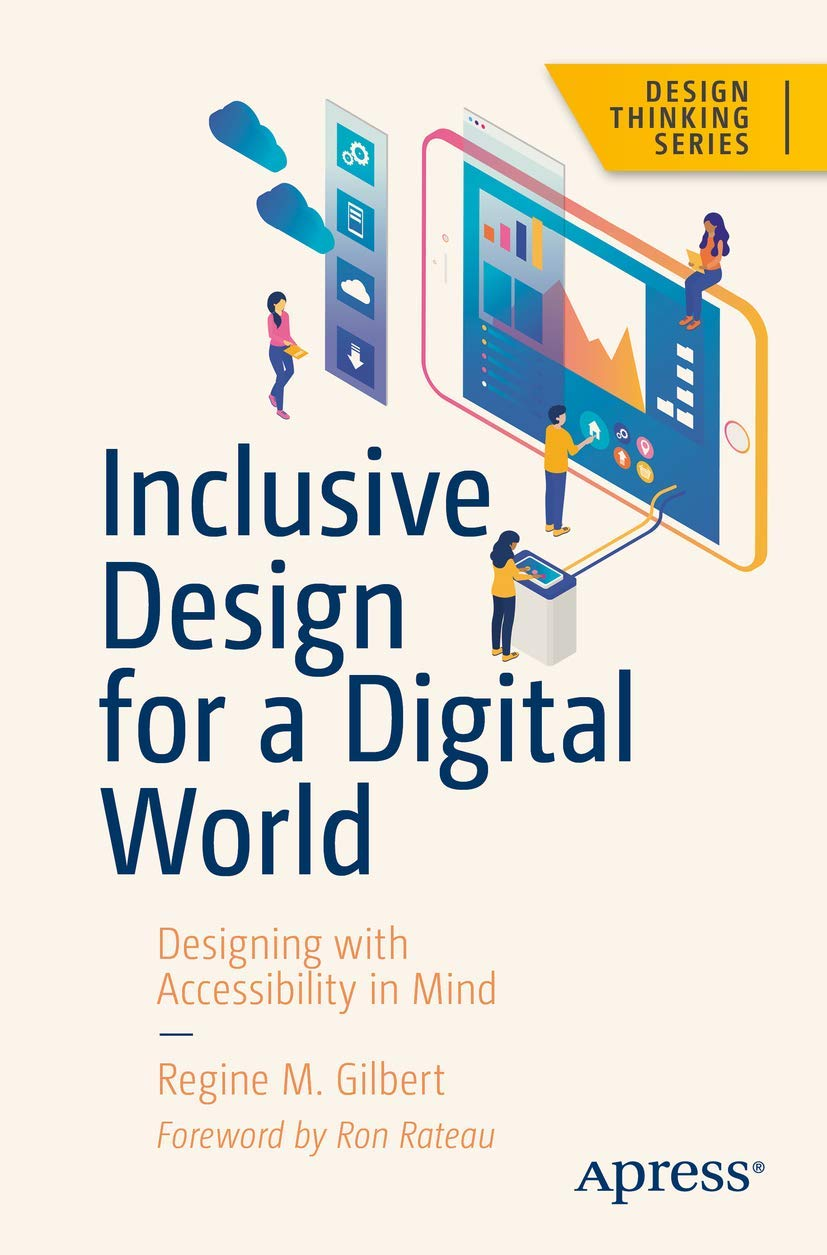 DESIGN
THINKING
SERIES
Inclusive
Design
for a Digital
World
Designing with
Accessibility in Mind
Regine M. Gilbert
Foreword by Ron Rateau
Apress®